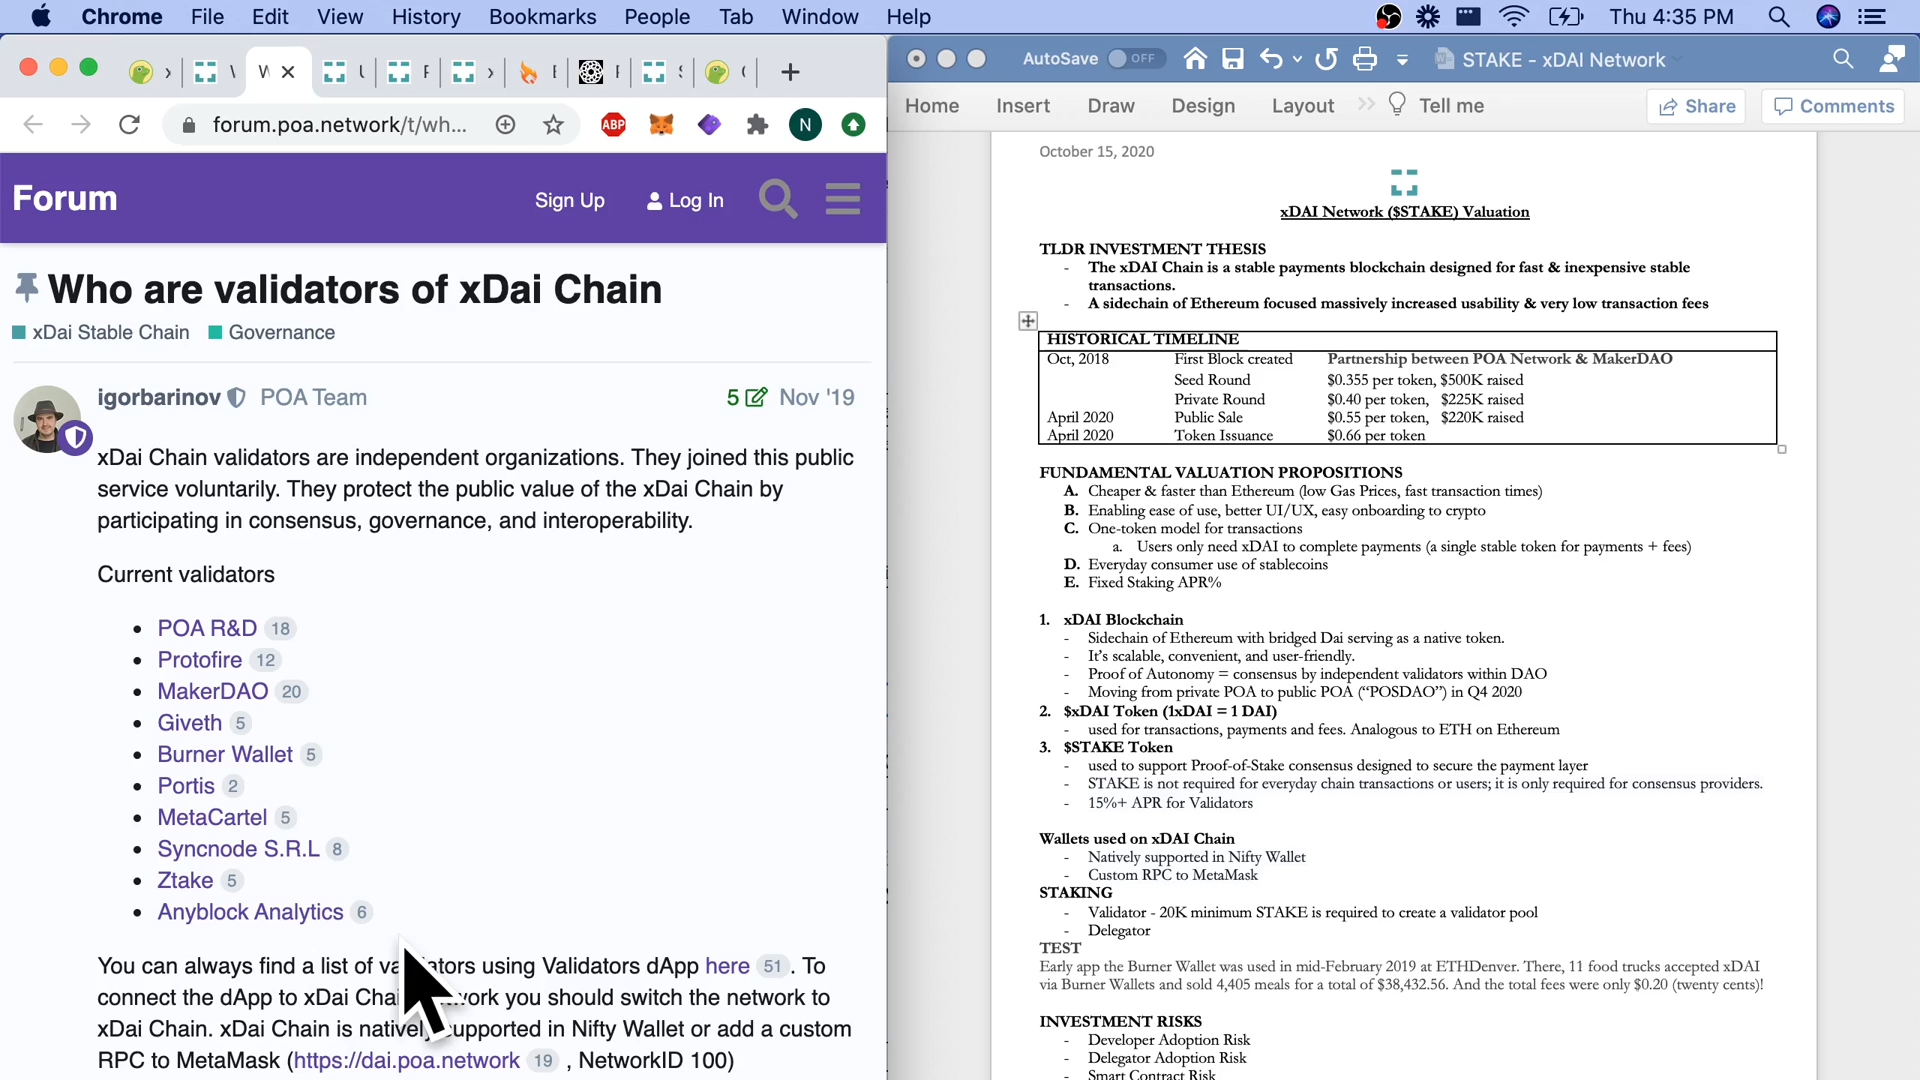 Chrome File Edit View History Bookmarks People Tab Window Help Thu 4:35 PM
AutoSave OFF STAKE - xDAI Network
forum.poa.network/t/wh...
ABP
N
Home Insert Draw Design Layout Tell me Share Comments
Forum
Sign Up Log In
Who are validators of xDai Chain
xDai Stable Chain Governance
igorbarinov POA Team 5 Nov '19
xDai Chain validators are independent organizations. They joined this public
service voluntarily. They protect the public value of the xDai Chain by
participating in consensus, governance, and interoperability.
Current validators
• POA R&D 18
• Protofire 12
• MakerDAO 20
• Giveth 5
• Burner Wallet 5
• Portis 2
• MetaCartel 5
• Syncnode S.R.L 8
• Ztake 5
• Anyblock Analytics 6
You can always find a list of using Validators dApp here 51 . To
connect the dApp to xDai you should switch the network to
xDai Chain. xDai Chain is supported in Nifty Wallet or add a custom
RPC to MetaMask (https://dai.poa.network 19 , NetworkID 100)
October 15, 2020
xDAI Network ($STAKE) Valuation
TLDR INVESTMENT THESIS
- The xDAI Chain is a stable payments blockchain designed for fast & inexpensive stable
transactions.
- A sidechain of Ethereum focused massively increased usability & very low transaction fees
HISTORICAL TIMELINE
Oct, 2018 First Block created Partnership between POA Network & MakerDAO
Seed Round $0.355 per token, $500K raised
Private Round $0.40 per token, $225K raised
April 2020 Public Sale $0.55 per token, $220K raised
April 2020 Token Issuance $0.66 per token
FUNDAMENTAL VALUATION PROPOSITIONS
A. Cheaper & faster than Ethereum (low Gas Prices, fast transaction times)
B. Enabling ease of use, better UI/UX, easy onboarding to crypto
C. One-token model for transactions
a. Users only need xDAI to complete payments (a single stable token for payments + fees)
D. Everyday consumer use of stablecoins
E. Fixed Staking APR%
1. xDAI Blockchain
- Sidechain of Ethereum with bridged Dai serving as a native token.
- It's scalable, convenient, and user-friendly.
- Proof of Autonomy = consensus by independent validators within DAO
- Moving from private POA to public POA (“POSDAO”) in Q4 2020
2. $xDAI Token (1xDAI = 1 DAI)
- used for transactions, payments and fees. Analogous to ETH on Ethereum
3. $STAKE Token
- used to support Proof-of-Stake consensus designed to secure the payment layer
- STAKE is not required for everyday chain transactions or users; it is only required for consensus providers.
- 15%+ APR for Validators
Wallets used on xDAI Chain
- Natively supported in Nifty Wallet
- Custom RPC to MetaMask
STAKING
- Validator - 20K minimum STAKE is required to create a validator pool
- Delegator
TEST
Early app the Burner Wallet was used in mid-February 2019 at ETHDenver. There, 11 food trucks accepted xDAI
via Burner Wallets and sold 4,405 meals for a total of $38,432.56. And the total fees were only $0.20 (twenty cents)!
INVESTMENT RISKS
- Developer Adoption Risk
- Delegator Adoption Risk
- Smart Contract Risk